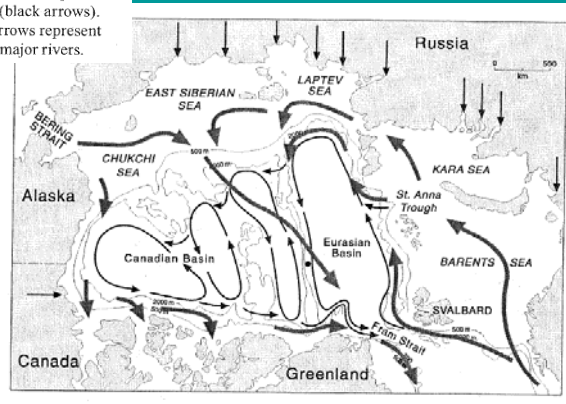 (black arrows).
rrows represent
major rivers.
Russia
0 500
km
LAPTEV
SEA
EAST SIBERIAN
SEA
BERING
STRAIT
CHUKCHI
SEA
KARA SEA
St. Anna
Trough
Alaska
Canadian Basin
Eurasian
Basin
BARENTS SEA
SVALBARD
500 m
2000 m
500 m
2000 m
Fram Strait
Canada
Greenland